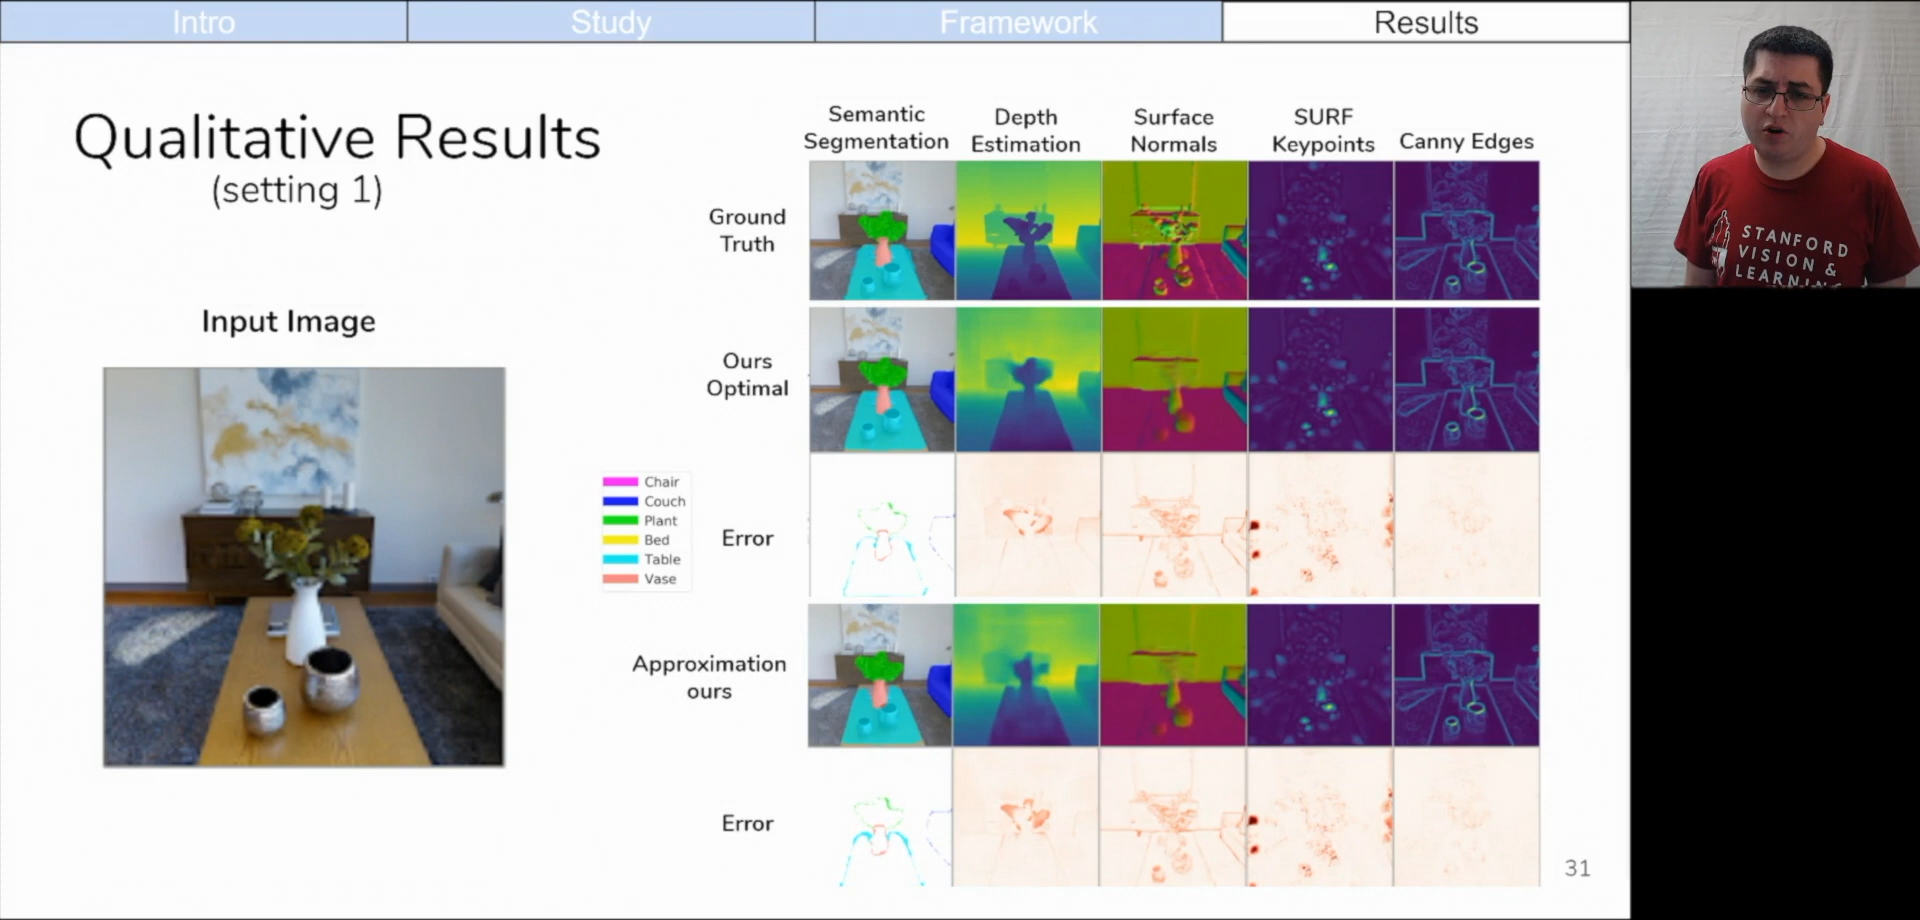 Intro
Study
Framework
Results
Qualitative Results
(setting 1)
Input Image
Semantic
Segmentation
Depth
Estimation
Surface
Normals
SURF
Keypoints
Canny Edges
Ground
Truth
Ours
Optimal
Chair
Couch
Plant
Bed
Table
Vase
Error
Approximation
ours
Error
31
STANFORD
VISION &
LEARNING